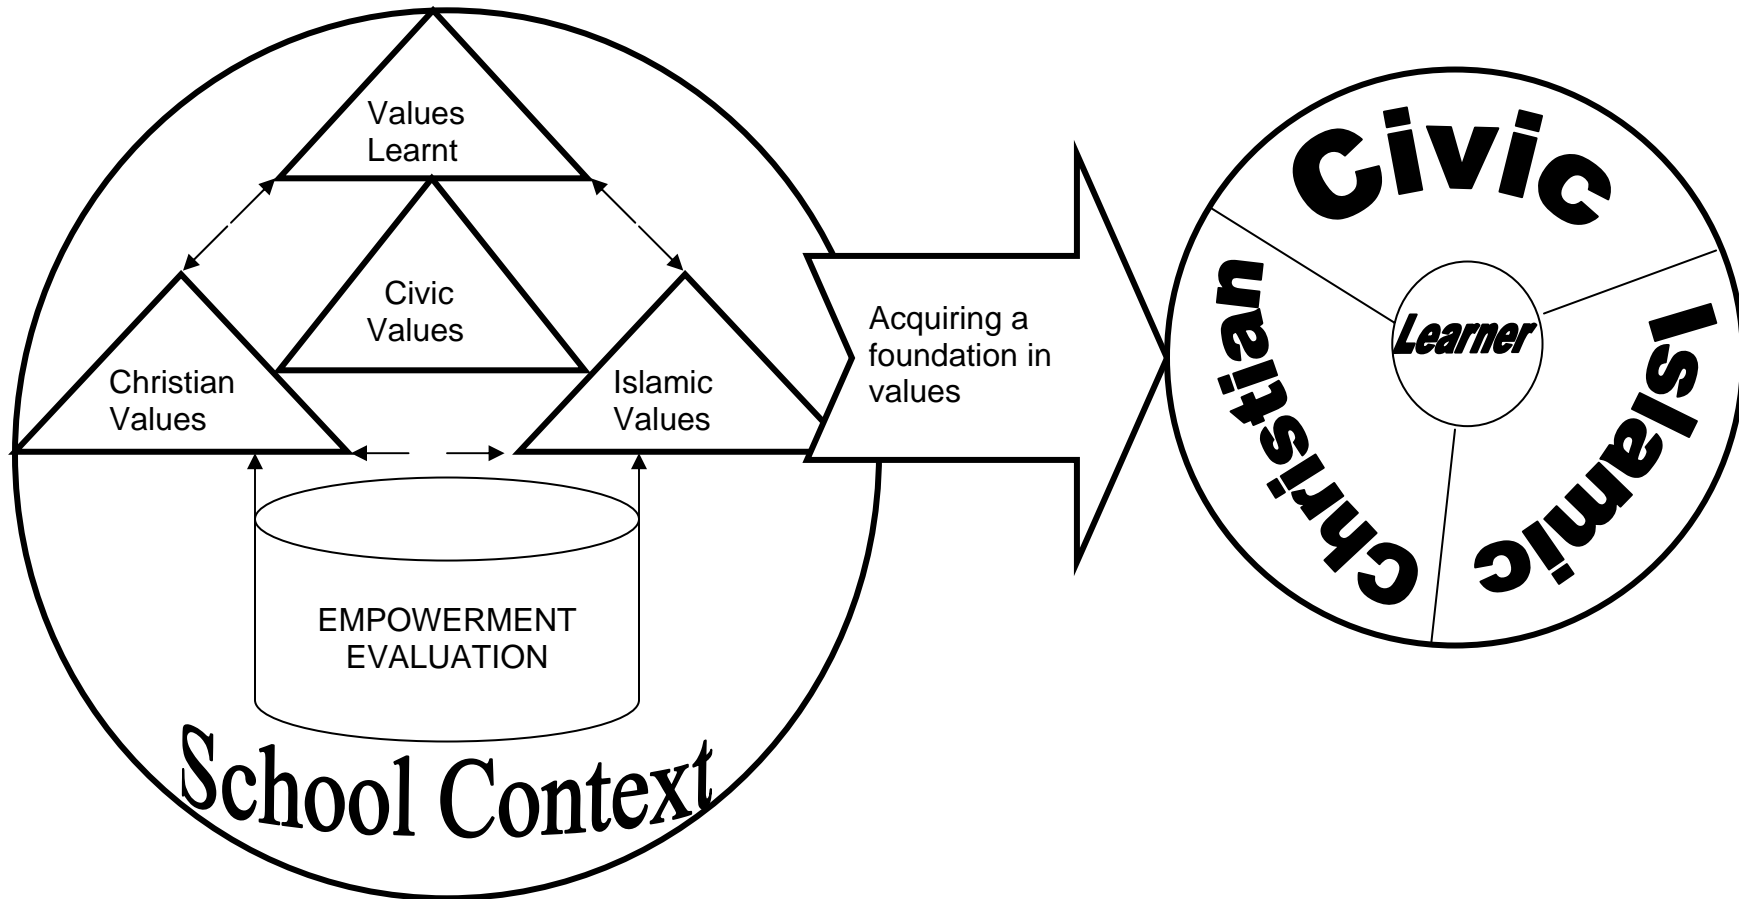 Values
Learnt
Civic
Values
Christian
Values
Islamic
Values
EMPOWERMENT
EVALUATION
School Context
Acquiring a
foundation in
values
Civic
Christian
Learner
Islamic